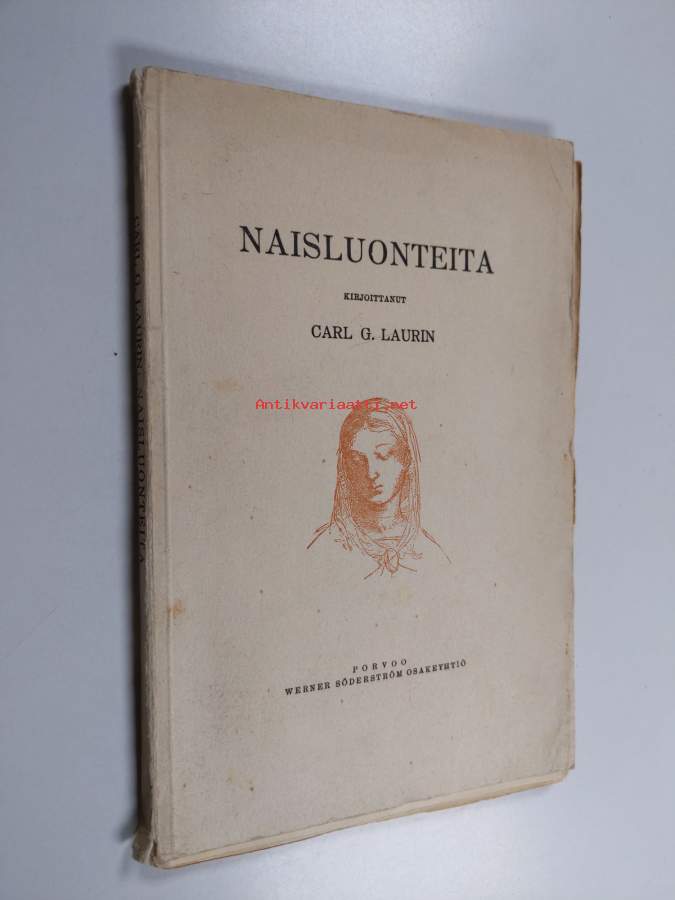 NAISLUONTEITA
KIRJOITTANUT
CARL G. LAURIN
Antikvariaatti.net
PORVOO
WERNER SÖDERSTRÖM OSAKEYHTIÖ
CARL G. LAURIN NAISLUONTEITA